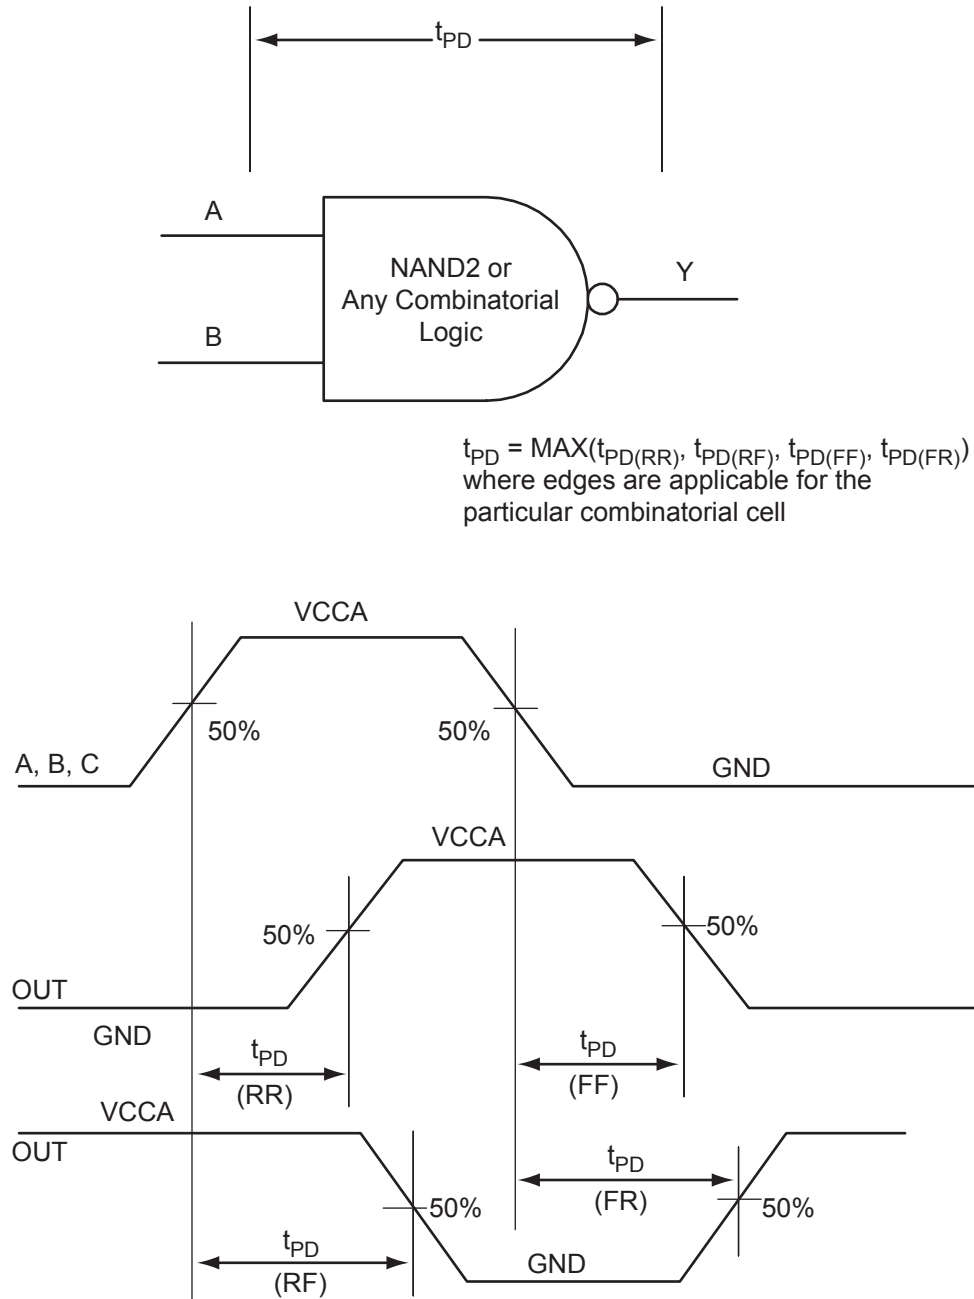 tPD
A
NAND2 or
Any Combinatorial
Logic
Y
B
tPD = MAX(tPD(RR), tPD(RF), tPD(FF), tPD(FR))
where edges are applicable for the
particular combinatorial cell
VCCA
50%
50%
A, B, C
GND
VCCA
50%
50%
OUT
GND
tPD
(RR)
tPD
(FF)
VCCA
OUT
tPD
(FR)
50%
50%
tPD
(RF)
GND